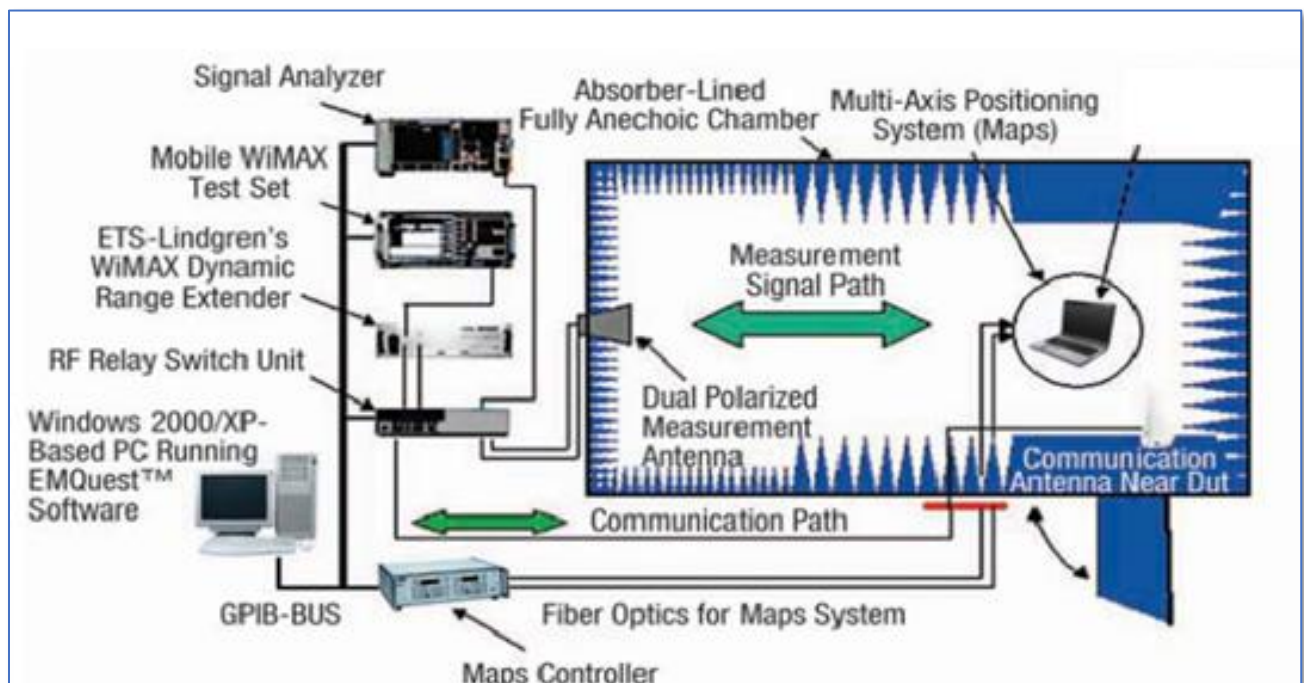 Signal Analyzer
Absorber-Lined
Fully Anechoic Chamber
Multi-Axis Positioning
System (Maps)
Mobile WiMAX
Test Set
ETS-Lindgren's
WiMAX Dynamic
Range Extender
Measurement
Signal Path
RF Relay Switch Unit
Dual Polarized
Measurement
Antenna
Windows 2000/XP-
Based PC Running
EMQuest™
Software
Communication
Antenna Near Dut
Communication Path
GPIB-BUS
Fiber Optics for Maps System
Maps Controller